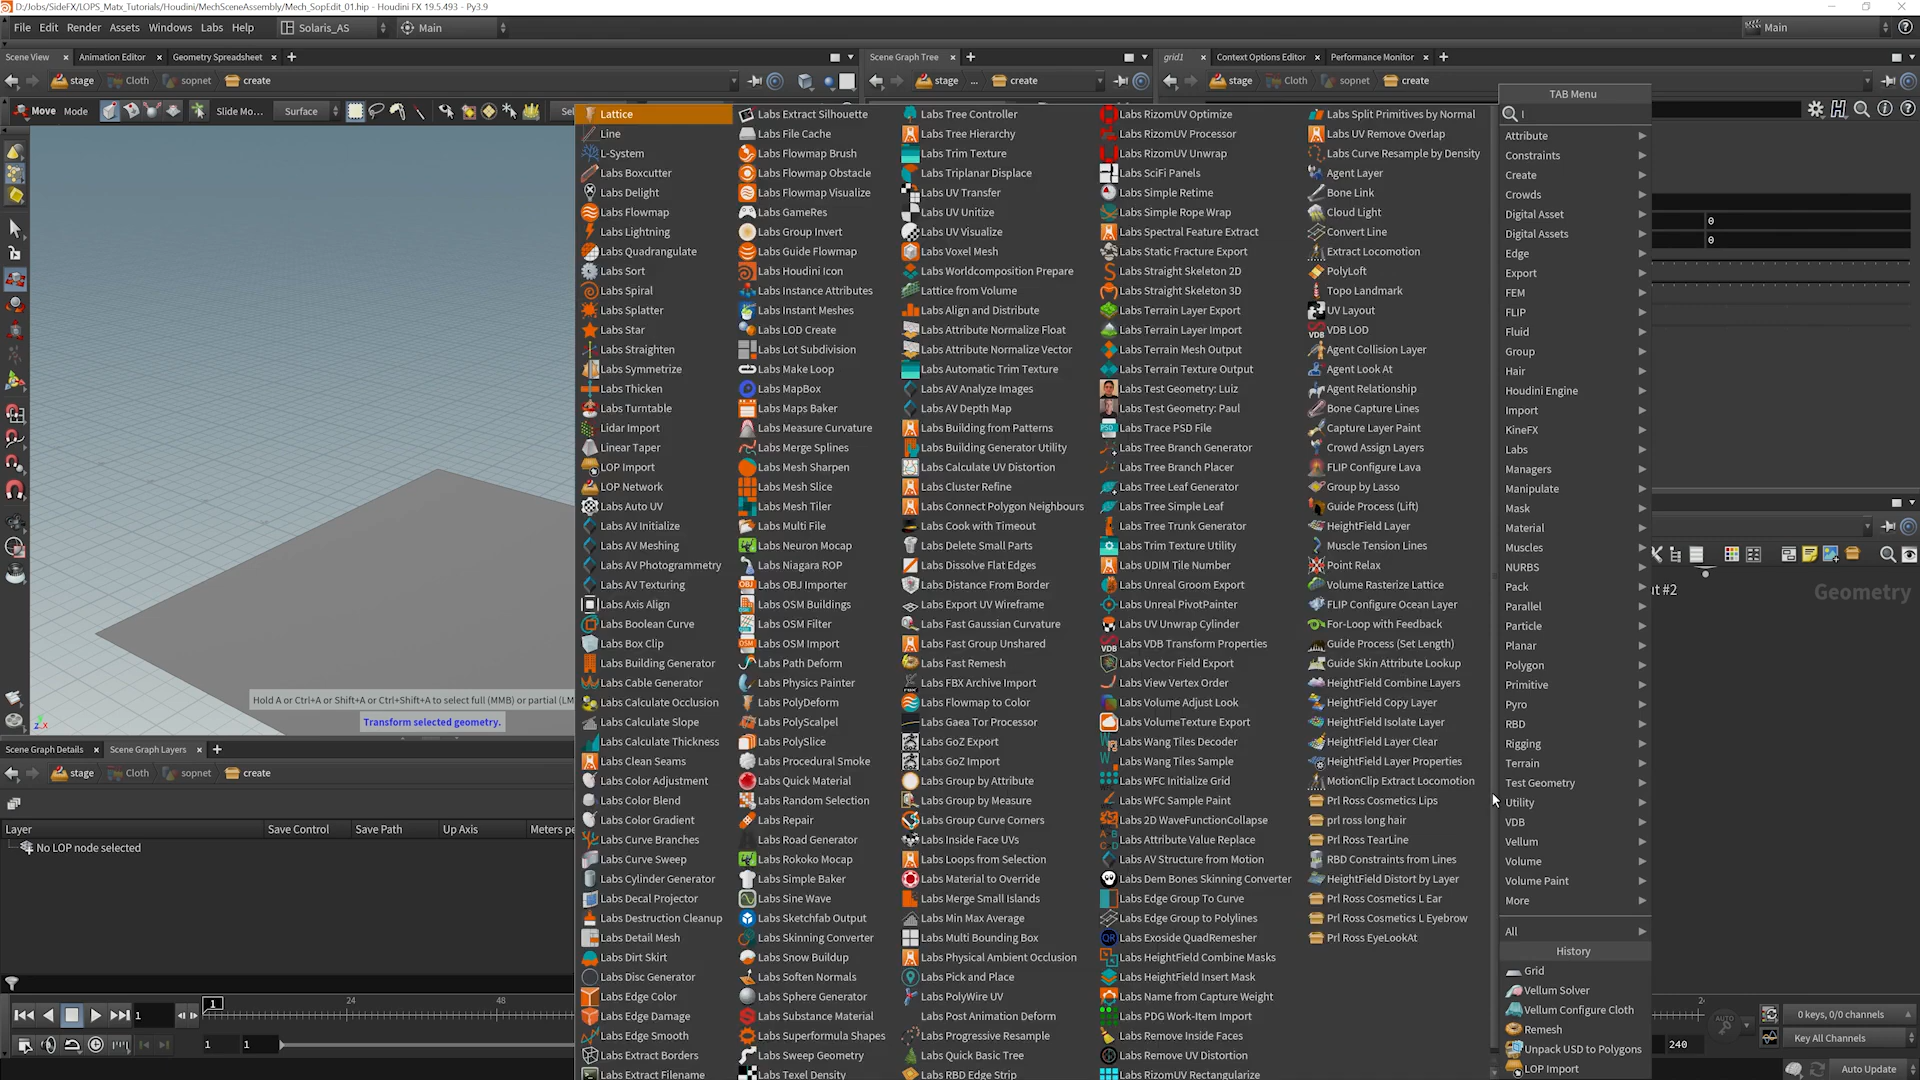 D:/Jobs/SideFX/LOPS_Matx_Tutorials/Houdini/MechSceneAssembly/Mech_SopEdit_01.hip - Houdini FX 19.5.493 - Py3.9
File Edit Render Assets Windows Labs Help Solaris_AS Main Main
Scene View Animation Editor Geometry Spreadsheet Scene Graph Tree grid1 Context Options Editor Performance Monitor
stage Cloth sopnet create stage ... create stage Cloth sopnet create
Move Mode Slide Mo... Surface Sel
TAB Menu
l
Lattice
Line
L-System
Labs Boxcutter
Labs Delight
Labs Flowmap
Labs Lightning
Labs Quadrangulate
Labs Sort
Labs Spiral
Labs Splatter
Labs Star
Labs Straighten
Labs Symmetrize
Labs Thicken
Labs Turntable
Lidar Import
Linear Taper
LOP Import
LOP Network
Labs Auto UV
Labs AV Initialize
Labs AV Meshing
Labs AV Photogrammetry
Labs AV Texturing
Labs Axis Align
Labs Boolean Curve
Labs Box Clip
Labs Building Generator
Labs Cable Generator
Labs Calculate Occlusion
Labs Calculate Slope
Labs Calculate Thickness
Labs Clean Seams
Labs Color Adjustment
Labs Color Blend
Labs Color Gradient
Labs Curve Branches
Labs Curve Sweep
Labs Cylinder Generator
Labs Decal Projector
Labs Destruction Cleanup
Labs Detail Mesh
Labs Dirt Skirt
Labs Disc Generator
Labs Edge Color
Labs Edge Damage
Labs Edge Smooth
Labs Extract Borders
Labs Extract Filename
Labs Extract Silhouette
Labs File Cache
Labs Flowmap Brush
Labs Flowmap Obstacle
Labs Flowmap Visualize
Labs GameRes
Labs Group Invert
Labs Guide Flowmap
Labs Houdini Icon
Labs Instance Attributes
Labs Instant Meshes
Labs LOD Create
Labs Lot Subdivision
Labs Make Loop
Labs MapBox
Labs Maps Baker
Labs Measure Curvature
Labs Merge Splines
Labs Mesh Sharpen
Labs Mesh Slice
Labs Mesh Tiler
Labs Multi File
Labs Neuron Mocap
Labs Niagara ROP
Labs OBJ Importer
Labs OSM Buildings
Labs OSM Filter
Labs OSM Import
Labs Path Deform
Labs Physics Painter
Labs PolyDeform
Labs PolyScalpel
Labs PolySlice
Labs Procedural Smoke
Labs Quick Material
Labs Random Selection
Labs Repair
Labs Road Generator
Labs Rokoko Mocap
Labs Simple Baker
Labs Sine Wave
Labs Sketchfab Output
Labs Skinning Converter
Labs Snow Buildup
Labs Soften Normals
Labs Sphere Generator
Labs Substance Material
Labs Superformula Shapes
Labs Sweep Geometry
Labs Texel Density
Labs Tree Controller
Labs Tree Hierarchy
Labs Trim Texture
Labs Triplanar Displace
Labs UV Transfer
Labs UV Unitize
Labs UV Visualize
Labs Voxel Mesh
Labs Worldcomposition Prepare
Lattice from Volume
Labs Align and Distribute
Labs Attribute Normalize Float
Labs Attribute Normalize Vector
Labs Automatic Trim Texture
Labs AV Analyze Images
Labs AV Depth Map
Labs Building from Patterns
Labs Building Generator Utility
Labs Calculate UV Distortion
Labs Cluster Refine
Labs Connect Polygon Neighbours
Labs Cook with Timeout
Labs Delete Small Parts
Labs Dissolve Flat Edges
Labs Distance From Border
Labs Export UV Wireframe
Labs Fast Gaussian Curvature
Labs Fast Group Unshared
Labs Fast Remesh
Labs FBX Archive Import
Labs Flowmap to Color
Labs Gaea Tor Processor
Labs GoZ Export
Labs GoZ Import
Labs Group by Attribute
Labs Group by Measure
Labs Group Curve Corners
Labs Inside Face UVs
Labs Loops from Selection
Labs Material to Override
Labs Merge Small Islands
Labs Min Max Average
Labs Multi Bounding Box
Labs Physical Ambient Occlusion
Labs Pick and Place
Labs PolyWire UV
Labs Post Animation Deform
Labs Progressive Resample
Labs Quick Basic Tree
Labs RBD Edge Strip
Labs RizomUV Optimize
Labs RizomUV Processor
Labs RizomUV Unwrap
Labs SciFi Panels
Labs Simple Retime
Labs Simple Rope Wrap
Labs Spectral Feature Extract
Labs Static Fracture Export
Labs Straight Skeleton 2D
Labs Straight Skeleton 3D
Labs Terrain Layer Export
Labs Terrain Layer Import
Labs Terrain Mesh Output
Labs Terrain Texture Output
Labs Test Geometry: Luiz
Labs Test Geometry: Paul
Labs Trace PSD File
Labs Tree Branch Generator
Labs Tree Branch Placer
Labs Tree Leaf Generator
Labs Tree Simple Leaf
Labs Tree Trunk Generator
Labs Trim Texture Utility
Labs UDIM Tile Number
Labs Unreal Groom Export
Labs Unreal PivotPainter
Labs UV Unwrap Cylinder
Labs VDB Transform Properties
Labs Vector Field Export
Labs View Vertex Order
Labs Volume Adjust Look
Labs VolumeTexture Export
Labs Wang Tiles Decoder
Labs Wang Tiles Sample
Labs WFC Initialize Grid
Labs WFC Sample Paint
Labs 2D WaveFunctionCollapse
Labs Attribute Value Replace
Labs AV Structure from Motion
Labs Dem Bones Skinning Converter
Labs Edge Group To Curve
Labs Edge Group to Polylines
Labs Exoside QuadRemesher
Labs HeightField Combine Masks
Labs HeightField Insert Mask
Labs Name from Capture Weight
Labs PDG Work-Item Import
Labs Remove Inside Faces
Labs Remove UV Distortion
Labs RizomUV Rectangularize
Labs Split Primitives by Normal
Labs UV Remove Overlap
Labs Curve Resample by Density
Agent Layer
Bone Link
Cloud Light
Convert Line
Extract Locomotion
PolyLoft
Topo Landmark
UV Layout
VDB LOD
Agent Collision Layer
Agent Look At
Agent Relationship
Bone Capture Lines
Capture Layer Paint
Crowd Assign Layers
FLIP Configure Lava
Group by Lasso
Guide Process (Lift)
HeightField Layer
Muscle Tension Lines
Point Relax
Volume Rasterize Lattice
FLIP Configure Ocean Layer
For-Loop with Feedback
Guide Process (Set Length)
Guide Skin Attribute Lookup
HeightField Combine Layers
HeightField Copy Layer
HeightField Isolate Layer
HeightField Layer Clear
HeightField Layer Properties
MotionClip Extract Locomotion
Prl Ross Cosmetics Lips
prl ross long hair
Prl Ross TearLine
RBD Constraints from Lines
HeightField Distort by Layer
Prl Ross Cosmetics L Ear
Prl Ross Cosmetics L Eyebrow
Prl Ross EyeLookAt
Attribute
Constraints
Create
Crowds
Digital Asset
Digital Assets
Edge
Export
FEM
FLIP
Fluid
Group
Hair
Houdini Engine
Import
KineFX
Labs
Managers
Manipulate
Mask
Material
Muscles
NURBS
Pack
Parallel
Particle
Planar
Polygon
Primitive
Pyro
RBD
Rigging
Terrain
Test Geometry
Utility
VDB
Vellum
Volume
Volume Paint
More
All
History
Grid
Vellum Solver
Vellum Configure Cloth
Remesh
Unpack USD to Polygons
LOP Import
0
0
ut #2
Geometry
Hold A or Ctrl+A or Shift+A or Ctrl+Shift+A to select full (MMB) or partial (LM
Transform selected geometry.
Scene Graph Details Scene Graph Layers
stage Cloth sopnet create
Layer Save Control Save Path Up Axis Meters pe
No LOP node selected
1 1 24 48
1 1
240
0 keys, 0/0 channels
Key All Channels
Auto Update